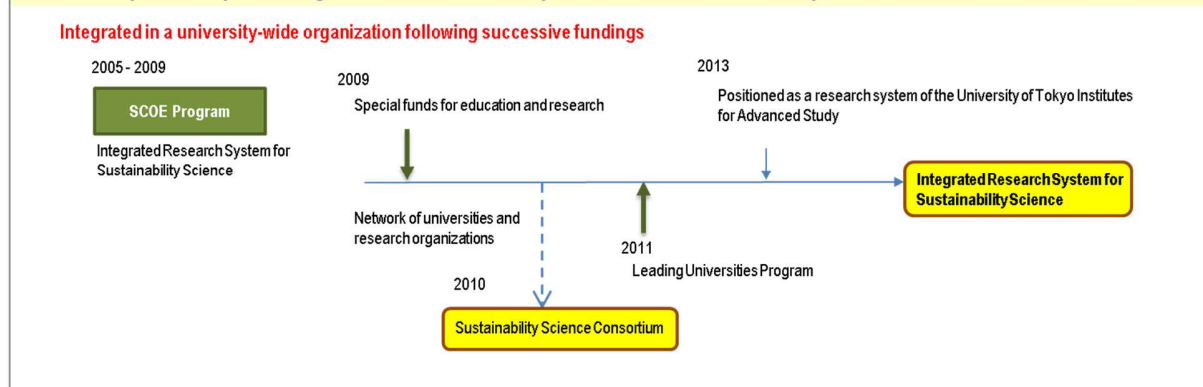 Integrated in a university-wide organization following successive fundings
2005 - 2009
SCOE Program
Integrated Research System for
Sustainability Science
2009
Special funds for education and research
Network of universities and
research organizations
2010
Sustainability Science Consortium
2011
Leading Universities Program
2013
Positioned as a research system of the University of Tokyo Institutes
for Advanced Study
Integrated Research System for
Sustainability Science